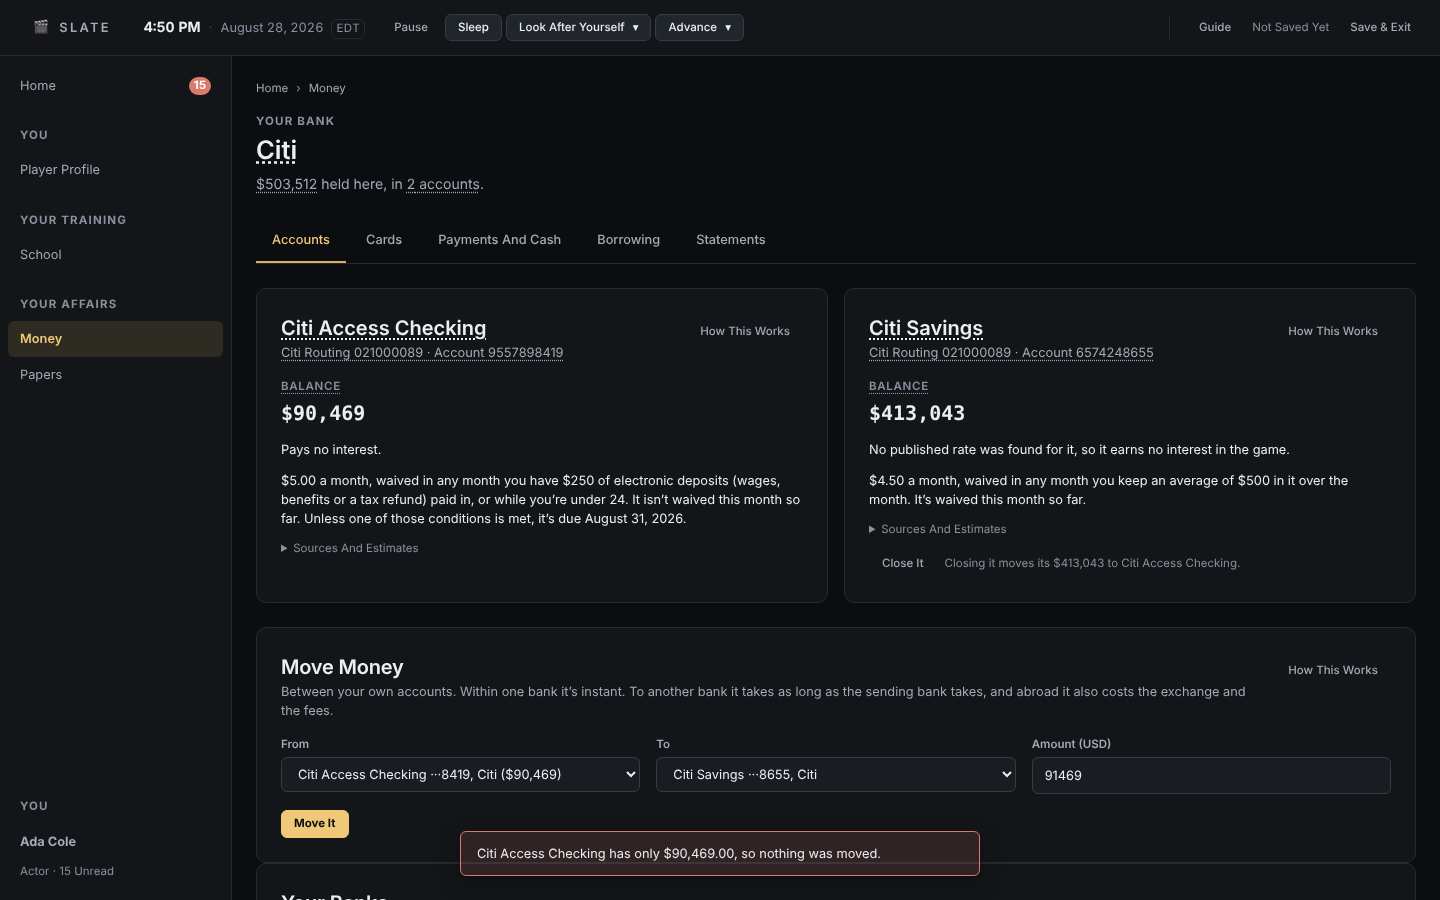 SLATE
4:50 PM · August 28, 2026 EDT
Pause
Sleep
Look After Yourself ▾
Advance ▾
Guide
Not Saved Yet
Save & Exit
Home
15
YOU
Player Profile
YOUR TRAINING
School
YOUR AFFAIRS
Money
Papers
YOU
Ada Cole
Actor · 15 Unread
Home › Money
YOUR BANK
Citi
$503,512 held here, in 2 accounts.
Accounts
Cards
Payments And Cash
Borrowing
Statements
Citi Access Checking
How This Works
Citi Routing 021000089 · Account 9557898419
BALANCE
$90,469
Pays no interest.
$5.00 a month, waived in any month you have $250 of electronic deposits (wages,
benefits or a tax refund) paid in, or while you’re under 24. It isn’t waived this month so
far. Unless one of those conditions is met, it’s due August 31, 2026.
▶ Sources And Estimates
Citi Savings
How This Works
Citi Routing 021000089 · Account 6574248655
BALANCE
$413,043
No published rate was found for it, so it earns no interest in the game.
$4.50 a month, waived in any month you keep an average of $500 in it over the
month. It’s waived this month so far.
▶ Sources And Estimates
Close It
Closing it moves its $413,043 to Citi Access Checking.
Move Money
How This Works
Between your own accounts. Within one bank it’s instant. To another bank it takes as long as the sending bank takes, and abroad it also costs the exchange and
the fees.
From
To
Amount (USD)
Citi Access Checking ···8419, Citi ($90,469)
Citi Savings ···8655, Citi
91469
Move It
Citi Access Checking has only $90,469.00, so nothing was moved.
Your Banks